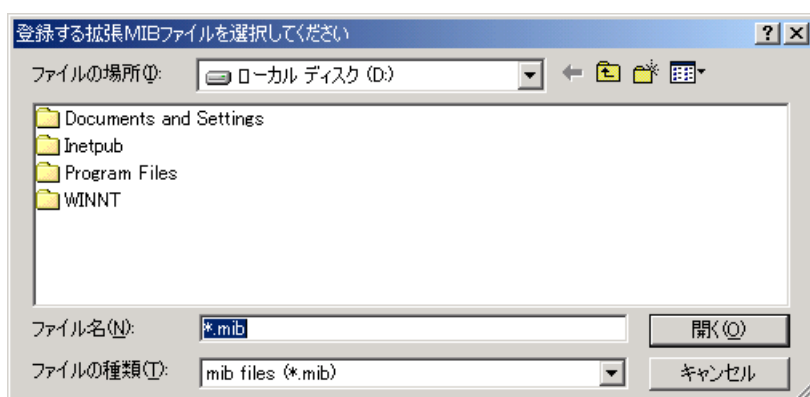 登録する拡張MIBファイルを選択してください
ファイルの場所(I): ローカル ディスク (D:)
Documents and Settings
Inetpub
Program Files
WINNT
ファイル名(N): *.mib 開く(O)
ファイルの種類(T): mib files (*.mib) キャンセル